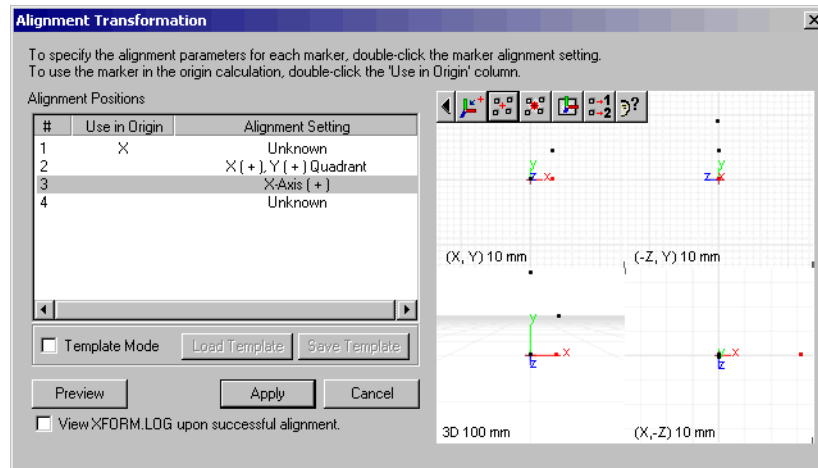 Alignment Transformation
To specify the alignment parameters for each marker, double-click the marker alignment setting.
To use the marker in the origin calculation, double-click the 'Use in Origin' column.
Alignment Positions
# Use in Origin Alignment Setting
1 X Unknown
2 X ( + ), Y ( + ) Quadrant
3 X-Axis ( + )
4 Unknown
Template Mode Load Template Save Template
Preview Apply Cancel
View XFORM.LOG upon successful alignment.
1
2
?
y
z x
(X, Y) 10 mm
y
z x
(-Z, Y) 10 mm
y
x
z
3D 100 mm
y x
z
(X,-Z) 10 mm